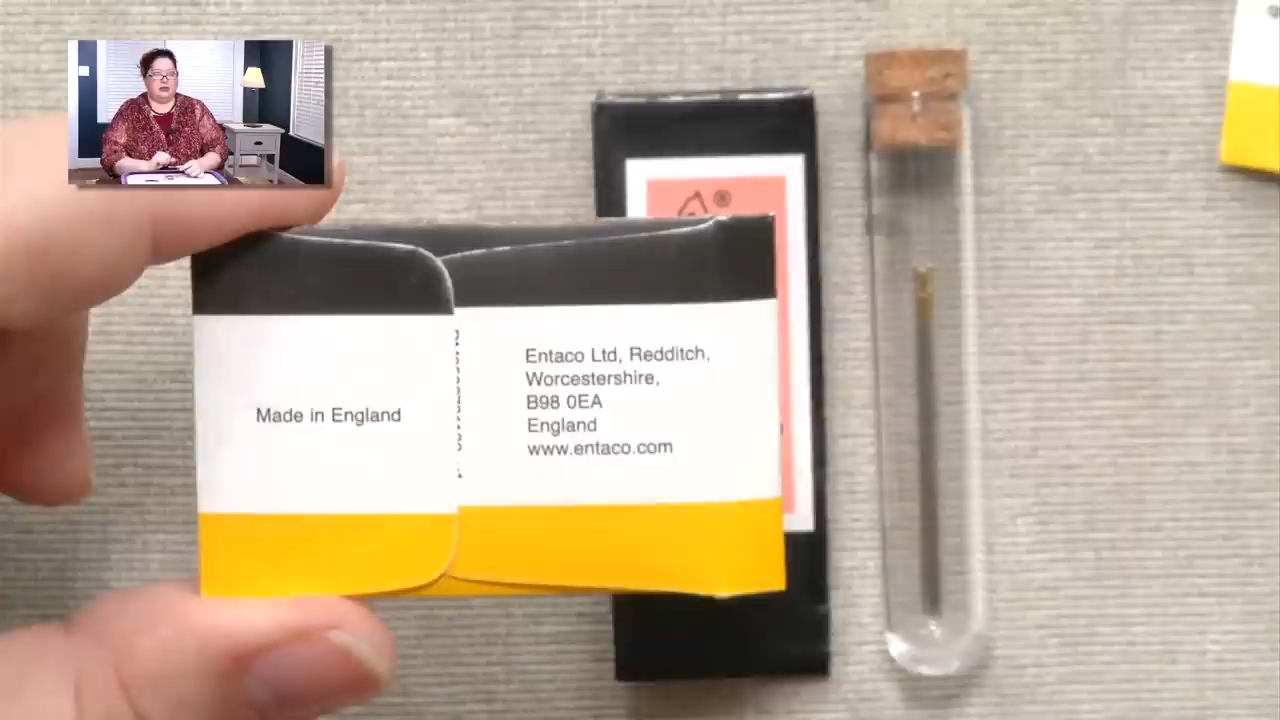 ®
Made in England
Entaco Ltd, Redditch,
Worcestershire,
B98 0EA
England
www.entaco.com